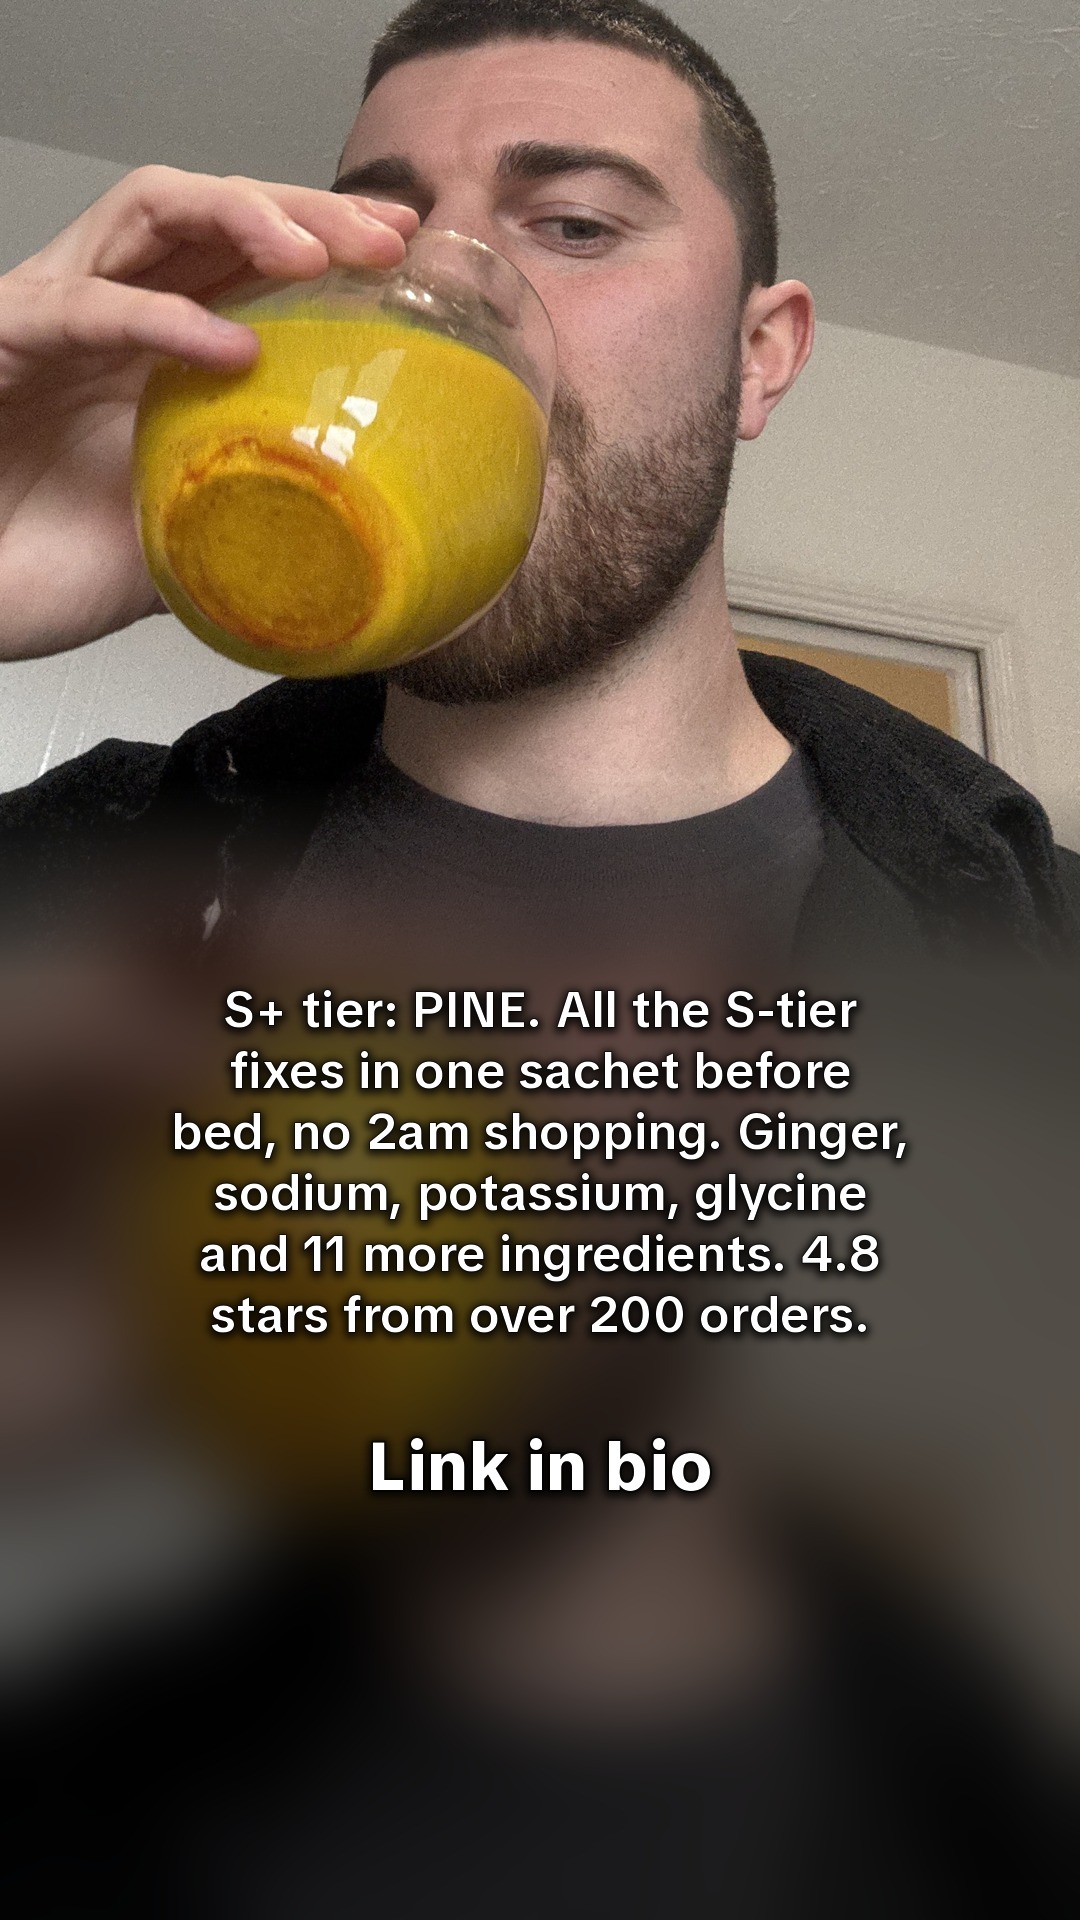 S+ tier: PINE. All the S-tier
fixes in one sachet before
bed, no 2am shopping. Ginger,
sodium, potassium, glycine
and 11 more ingredients. 4.8
stars from over 200 orders.
Link in bio